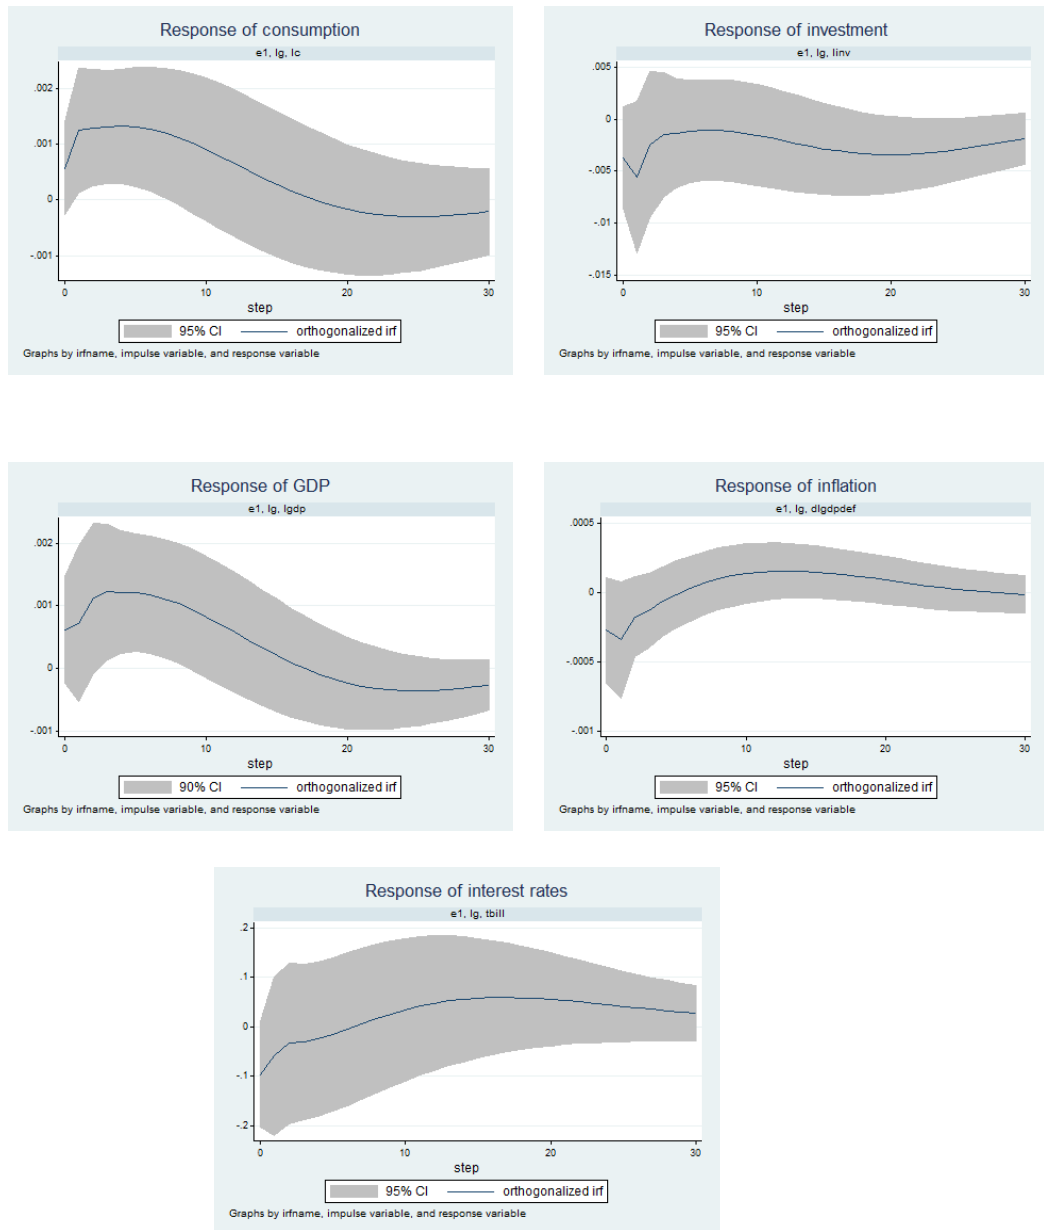 Response of consumption
e1, lg, lc
.002
.001
0
-.001
0 10 20 30
step
95% CI orthogonalized irf
Graphs by irfname, impulse variable, and response variable
Response of investment
e1, lg, linv
.005
0
-.005
-.01
-.015
0 10 20 30
step
95% CI orthogonalized irf
Graphs by irfname, impulse variable, and response variable
Response of GDP
e1, lg, lgdp
.002
.001
0
-.001
0 10 20 30
step
90% CI orthogonalized irf
Graphs by irfname, impulse variable, and response variable
Response of inflation
e1, lg, dlgdpdef
.0005
0
-.0005
-.001
0 10 20 30
step
95% CI orthogonalized irf
Graphs by irfname, impulse variable, and response variable
Response of interest rates
e1, lg, tbill
.2
.1
0
-.1
-.2
0 10 20 30
step
95% CI orthogonalized irf
Graphs by irfname, impulse variable, and response variable